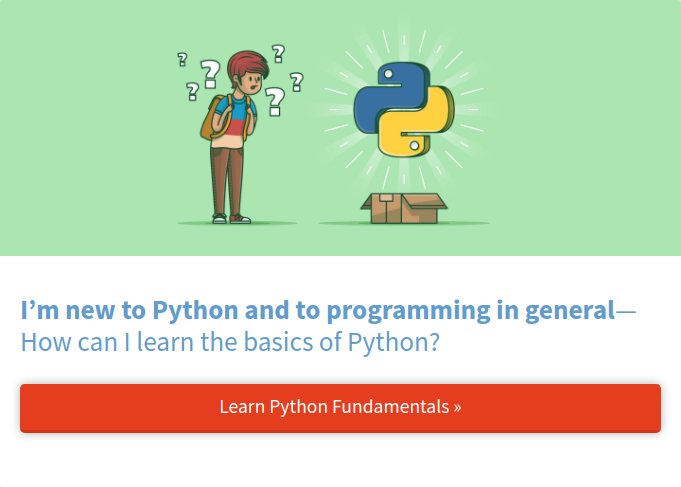 ? ? ? ? ? ?
I’m new to Python and to programming in general—
How can I learn the basics of Python?
Learn Python Fundamentals »